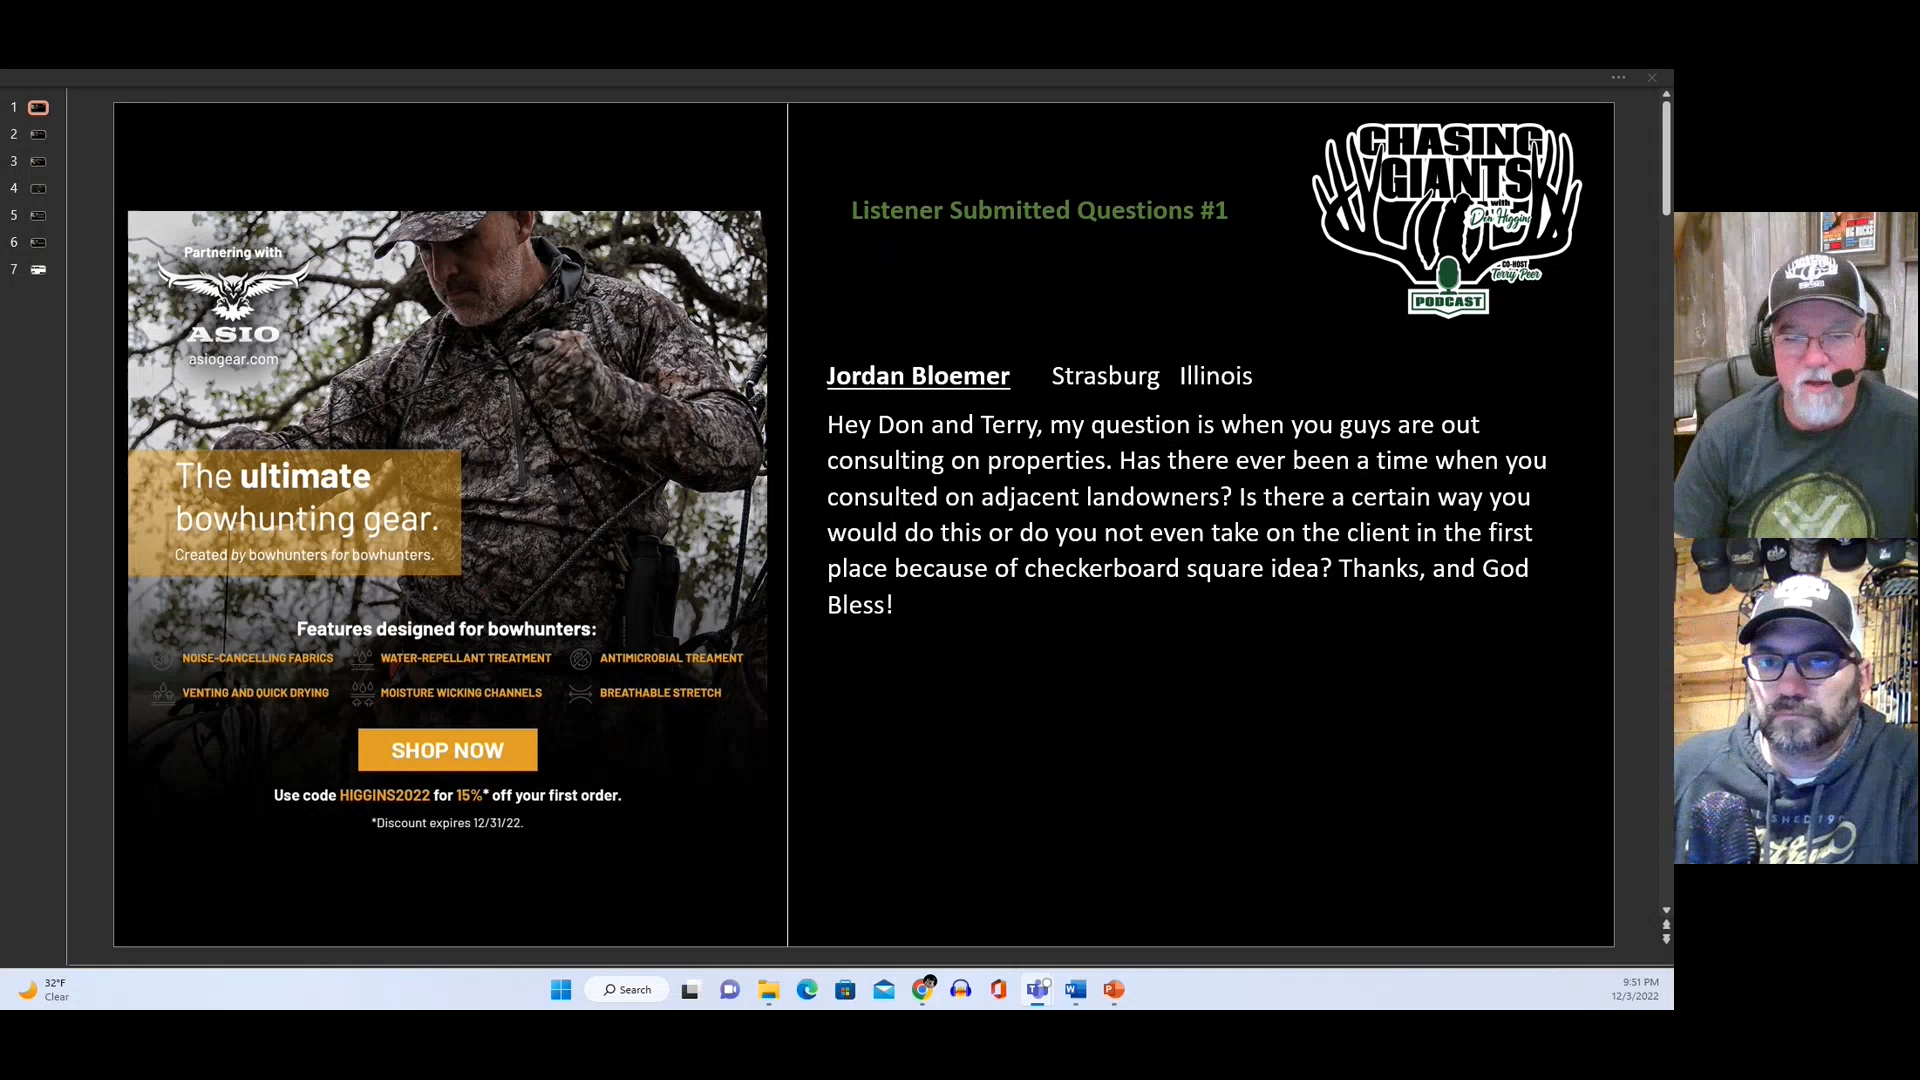 1
2
3
4
5
6
7
Partnering with
ASIO
asiogear.com
The ultimate
bowhunting gear.
Created by bowhunters for bowhunters.
Features designed for bowhunters:
NOISE-CANCELLING FABRICS
WATER-REPELLANT TREATMENT
ANTIMICROBIAL TREAMENT
VENTING AND QUICK DRYING
MOISTURE WICKING CHANNELS
BREATHABLE STRETCH
SHOP NOW
Use code HIGGINS2022 for 15%* off your first order.
*Discount expires 12/31/22.
CHASING
GIANTS
with
Don Higgins
CO-HOST
Terry Peer
PODCAST
Listener Submitted Questions #1
Jordan Bloemer Strasburg Illinois
Hey Don and Terry, my question is when you guys are out
consulting on properties. Has there ever been a time when you
consulted on adjacent landowners? Is there a certain way you
would do this or do you not even take on the client in the first
place because of checkerboard square idea? Thanks, and God
Bless!
BIG BUCKS
32°F
Clear
Search
9:51 PM
12/3/2022